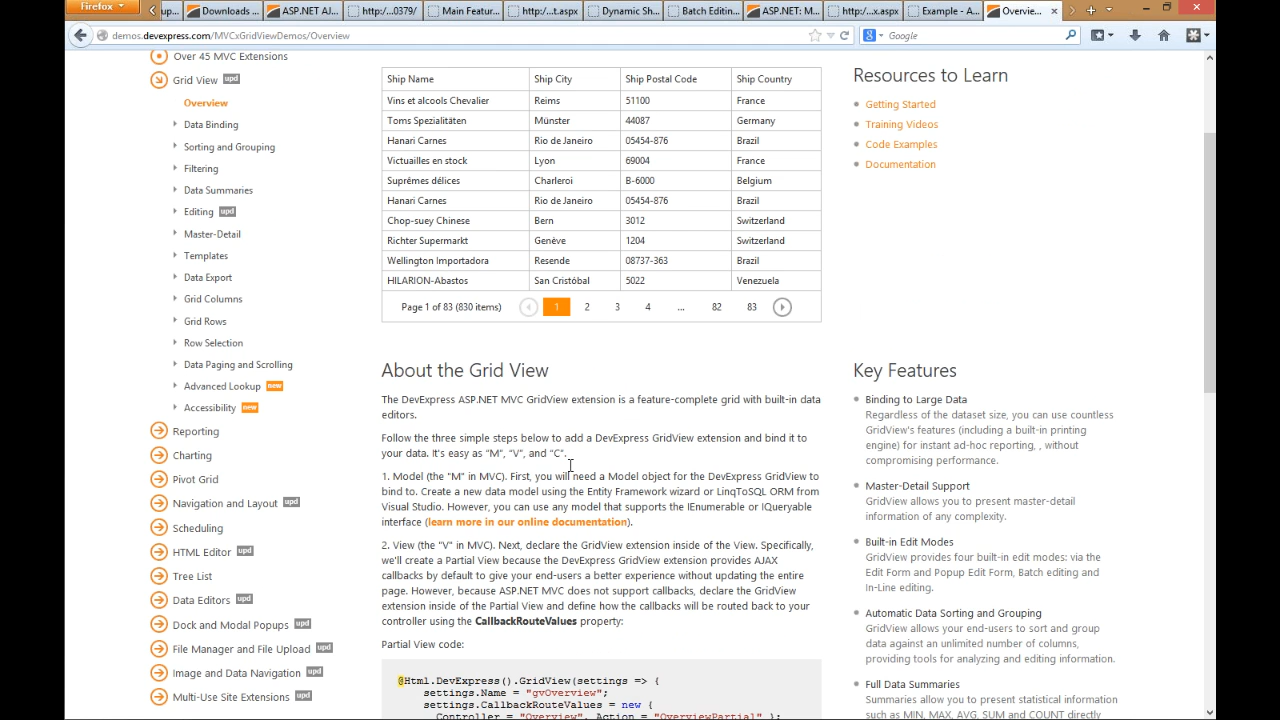 Firefox
up...
Downloads ...
ASP.NET AJ...
http:/...0379/
Main Featur...
http:/...t.aspx
Dynamic Sh...
Batch Editin...
ASP.NET: M...
http:/...x.aspx
Example - A...
Overvie...
demos.devexpress.com/MVCxGridViewDemos/Overview
Google
Over 45 MVC Extensions
Grid View upd
Overview
Data Binding
Sorting and Grouping
Filtering
Data Summaries
Editing upd
Master-Detail
Templates
Data Export
Grid Columns
Grid Rows
Row Selection
Data Paging and Scrolling
Advanced Lookup new
Accessibility new
Reporting
Charting
Pivot Grid
Navigation and Layout upd
Scheduling
HTML Editor upd
Tree List
Data Editors upd
Dock and Modal Popups upd
File Manager and File Upload upd
Image and Data Navigation upd
Multi-Use Site Extensions upd
Ship Name Ship City Ship Postal Code Ship Country
Vins et alcools Chevalier Reims 51100 France
Toms Spezialitäten Münster 44087 Germany
Hanari Carnes Rio de Janeiro 05454-876 Brazil
Victuailles en stock Lyon 69004 France
Suprêmes délices Charleroi B-6000 Belgium
Hanari Carnes Rio de Janeiro 05454-876 Brazil
Chop-suey Chinese Bern 3012 Switzerland
Richter Supermarkt Genève 1204 Switzerland
Wellington Importadora Resende 08737-363 Brazil
HILARION-Abastos San Cristóbal 5022 Venezuela
Page 1 of 83 (830 items) 1 2 3 4 ... 82 83
About the Grid View
The DevExpress ASP.NET MVC GridView extension is a feature-complete grid with built-in data
editors.
Follow the three simple steps below to add a DevExpress GridView extension and bind it to
your data. It's easy as "M", "V", and "C".
1. Model (the "M" in MVC). First, you will need a Model object for the DevExpress GridView to
bind to. Create a new data model using the Entity Framework wizard or LinqToSQL ORM from
Visual Studio. However, you can use any model that supports the IEnumerable or IQueryable
interface (learn more in our online documentation).
2. View (the "V" in MVC). Next, declare the GridView extension inside of the View. Specifically,
we'll create a Partial View because the DevExpress GridView extension provides AJAX
callbacks by default to give your end-users a better experience without updating the entire
page. However, because ASP.NET MVC does not support callbacks, declare the GridView
extension inside of the Partial View and define how the callbacks will be routed back to your
controller using the CallbackRouteValues property:
Partial View code:
@Html.DevExpress().GridView(settings => {
settings.Name = "gvOverview";
settings.CallbackRouteValues = new {
Controller = "Overview", Action = "OverviewPartial" };
Resources to Learn
Getting Started
Training Videos
Code Examples
Documentation
Key Features
Binding to Large Data
Regardless of the dataset size, you can use countless
GridView's features (including a built-in printing
engine) for instant ad-hoc reporting, , without
compromising performance.
Master-Detail Support
GridView allows you to present master-detail
information of any complexity.
Built-in Edit Modes
GridView provides four built-in edit modes: via the
Edit Form and Popup Edit Form, Batch editing and
In-Line editing.
Automatic Data Sorting and Grouping
GridView allows your end-users to sort and group
data against an unlimited number of columns,
providing tools for analyzing and editing information.
Full Data Summaries
Summaries allow you to present statistical information
such as MIN, MAX, AVG, SUM and COUNT directly